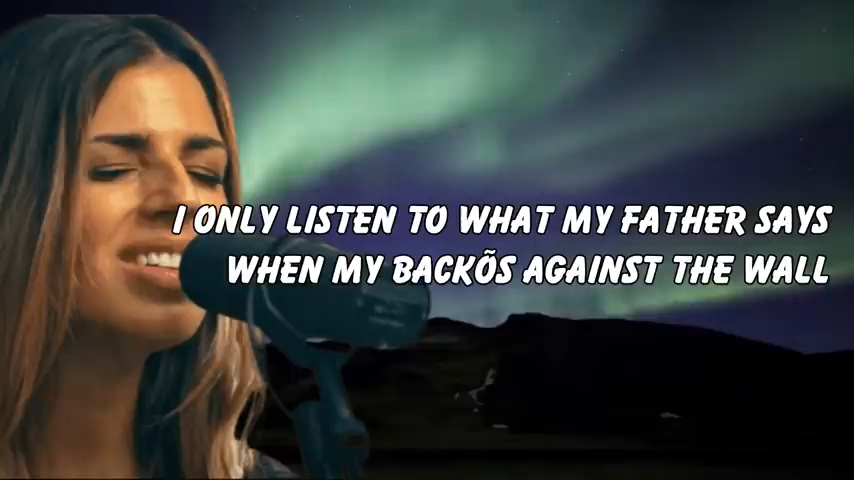 I ONLY LISTEN TO WHAT MY FATHER SAYS
WHEN MY BACKÕS AGAINST THE WALL